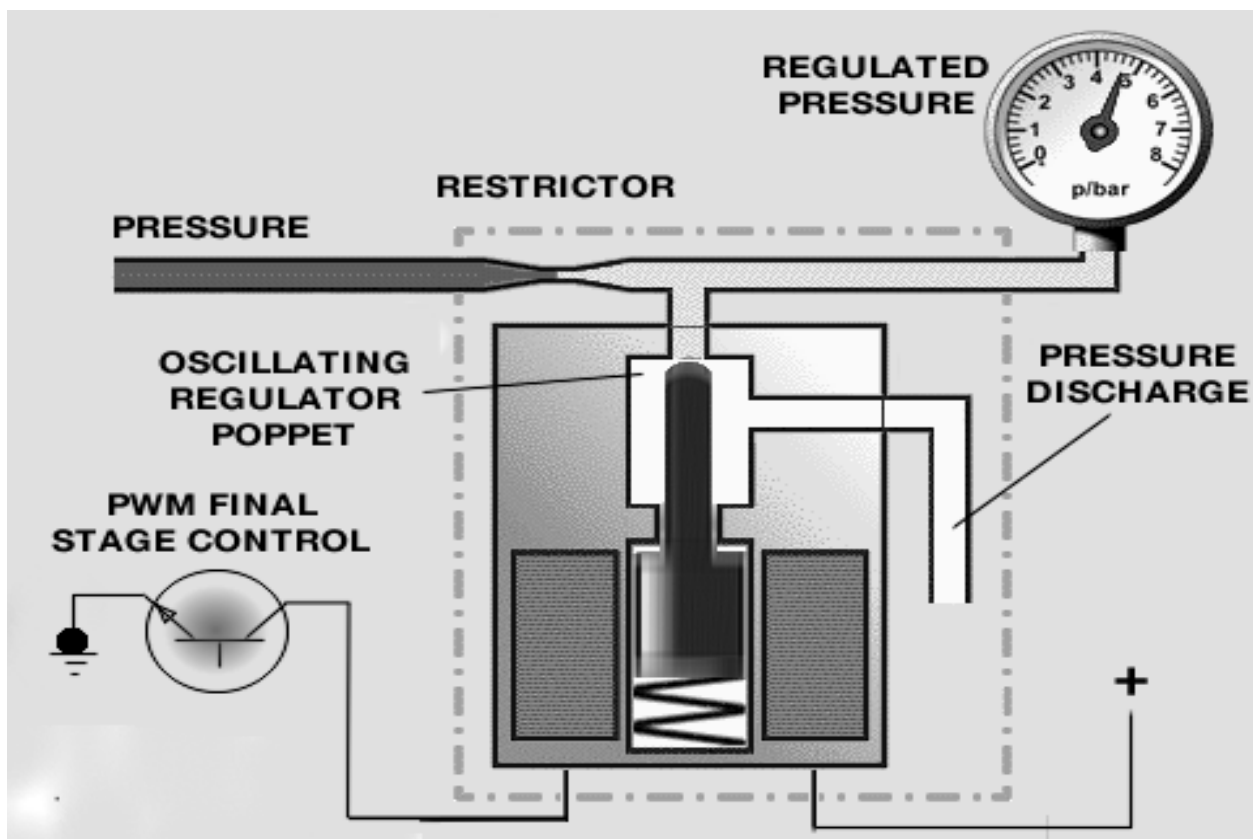 REGULATED
PRESSURE
0 1 2 3 4 5 6 7 8
p/bar
RESTRICTOR
PRESSURE
OSCILLATING
REGULATOR
POPPET
PRESSURE
DISCHARGE
PWM FINAL
STAGE CONTROL
+